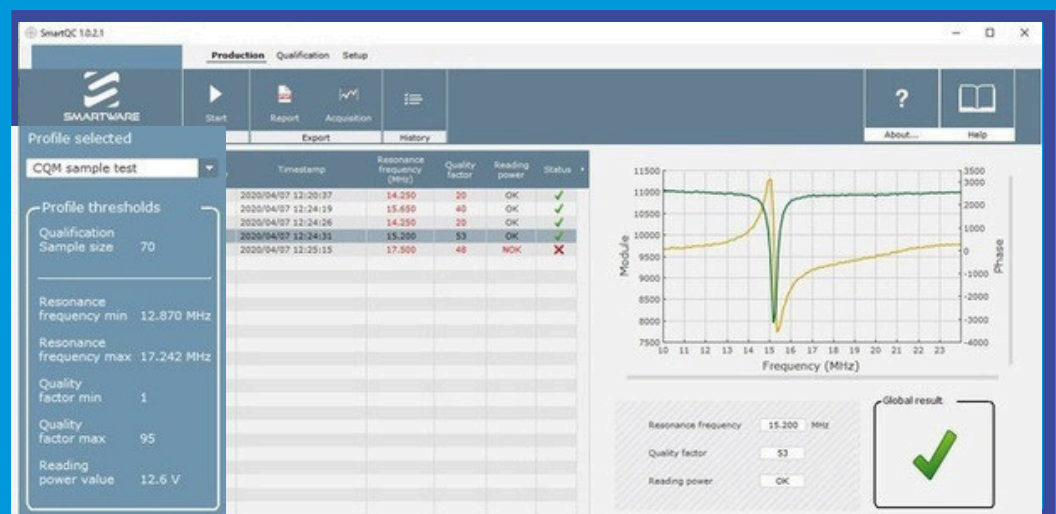 SmartQC 1.0.2.1
Production Qualification Setup
SMARTWARE
Start
Report Acquisition
Export
History
?
About...
Help
Profile selected
CQM sample test
Profile thresholds
Qualification
Sample size 70
Resonance
frequency min 12.870 MHz
Resonance
frequency max 17.242 MHz
Quality
factor min 1
Quality
factor max 95
Reading
power value 12.6 V
Timestamp Resonance frequency (MHz) Quality factor Reading power Status
2020/04/07 12:20:37 14.250 20 OK
2020/04/07 12:24:19 15.650 40 OK
2020/04/07 12:24:26 14.250 20 OK
2020/04/07 12:24:31 15.200 53 OK
2020/04/07 12:25:15 17.500 48 NOK
Module
11500
11000
10500
10000
9500
9000
8500
8000
7500
10 11 12 13 14 15 16 17 18 19 20 21 22 23
Frequency (MHz)
3500
3000
2000
1000
0
-1000
-2000
-3000
-4000
Phase
Resonance frequency 15.200 MHz
Quality factor 53
Reading power OK
Global result